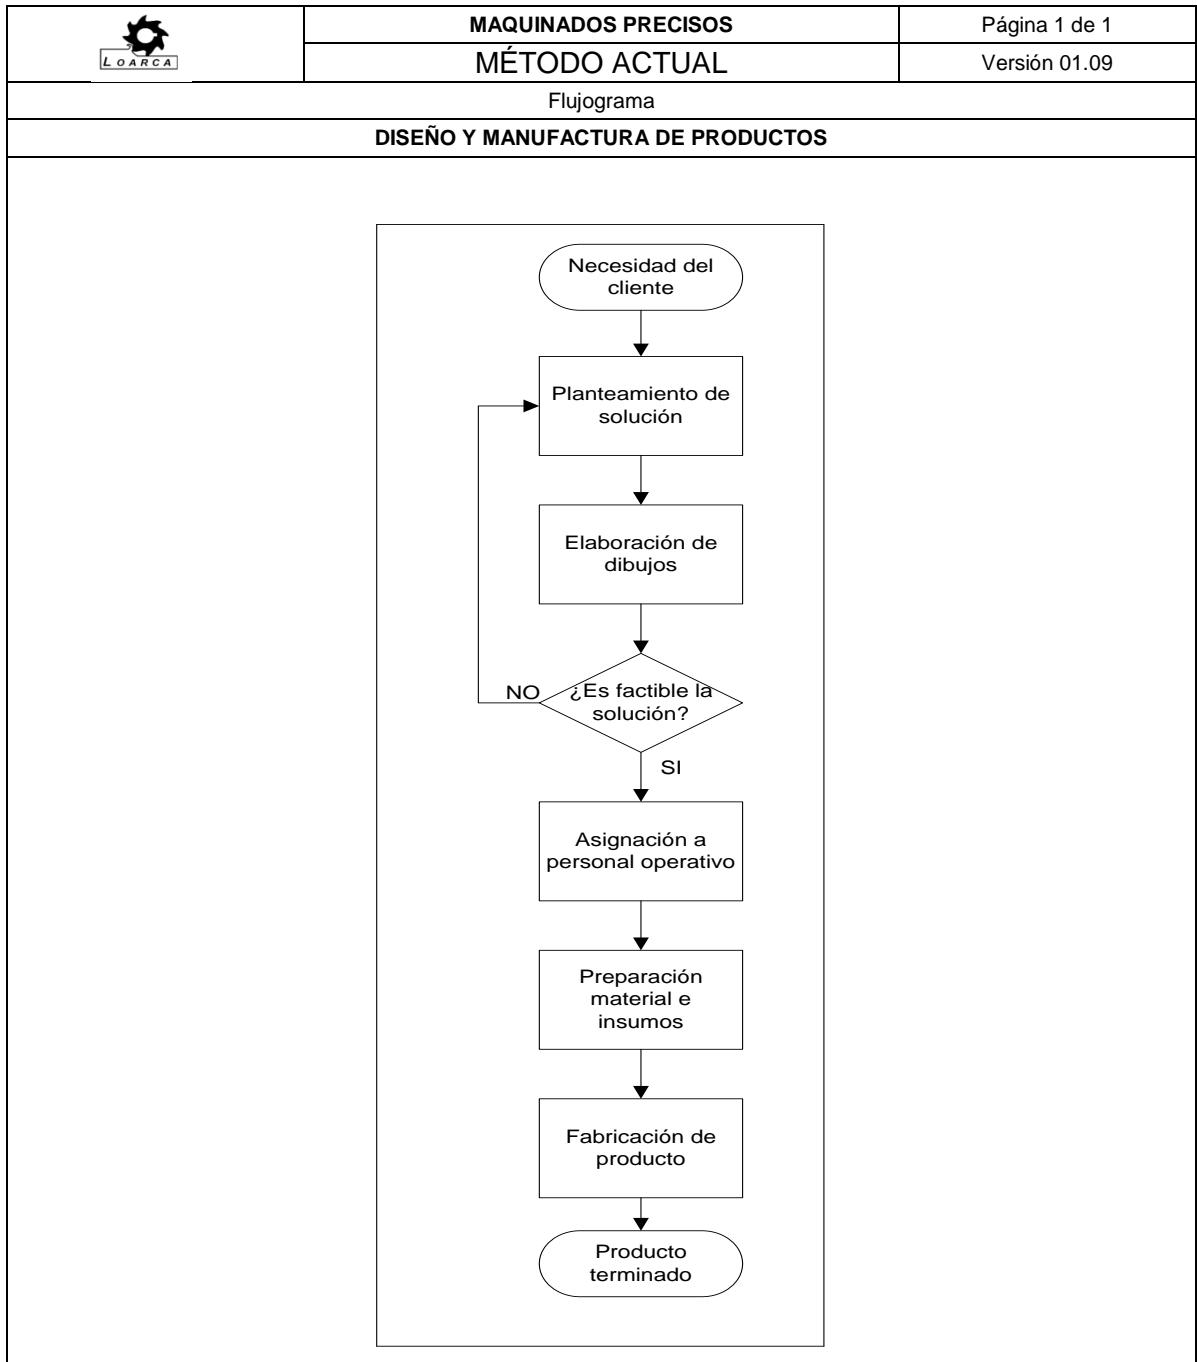 LOARCA
MAQUINADOS PRECISOS
Página 1 de 1
MÉTODO ACTUAL
Versión 01.09
Flujograma
DISEÑO Y MANUFACTURA DE PRODUCTOS
Necesidad del
cliente
Planteamiento de
solución
Elaboración de
dibujos
¿Es factible la
solución?
NO
SI
Asignación a
personal operativo
Preparación
material e
insumos
Fabricación de
producto
Producto
terminado